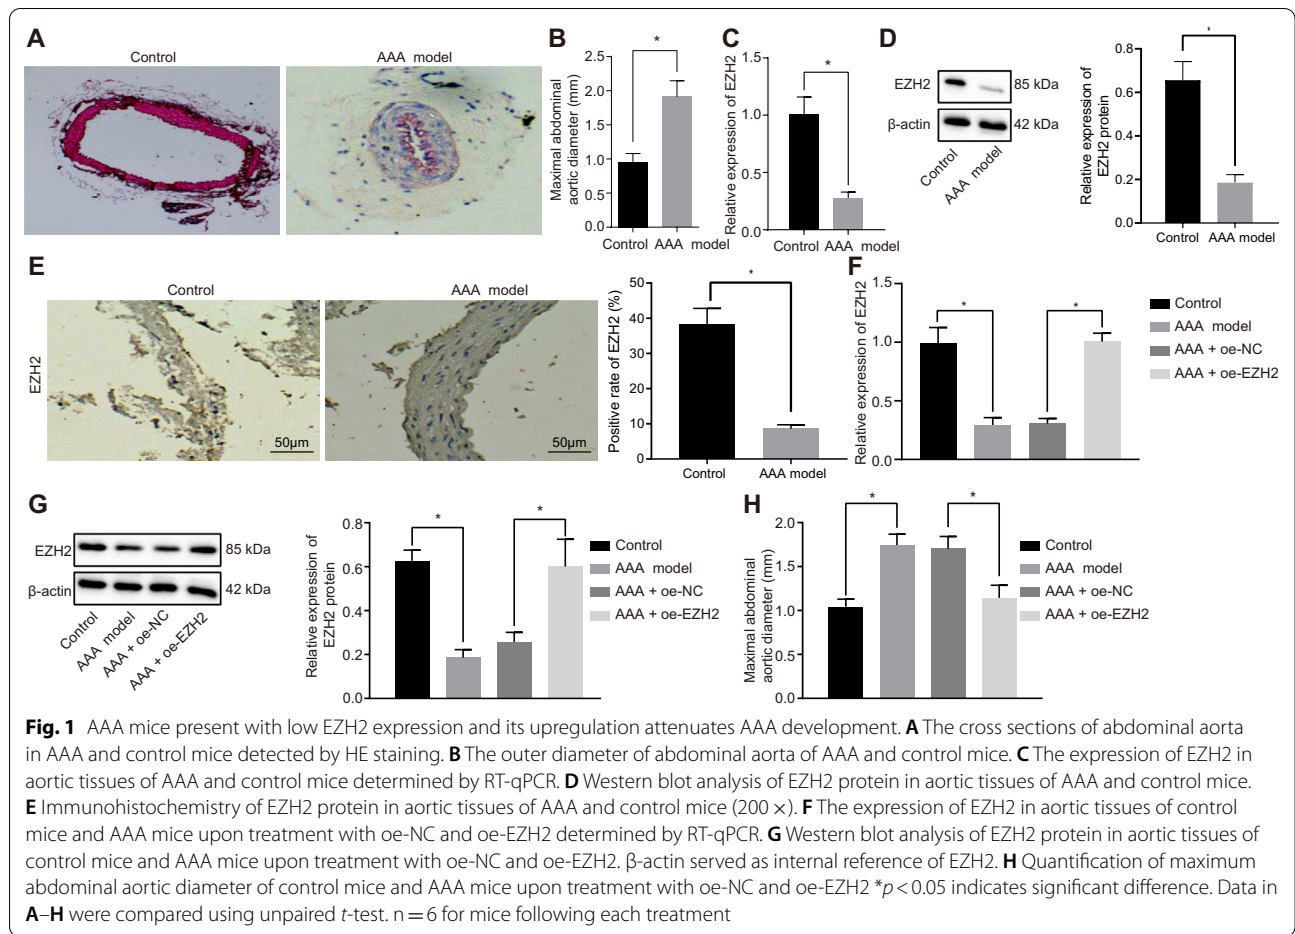 A
Control
AAA model
B
Maximal abdominal
aortic diameter (mm)
2.5
2.0
1.5
1.0
0.5
0.0
*
Control AAA model
C
Relative expression of EZH2
1.5
1.0
0.5
0.0
*
Control AAA model
D
EZH2
85 kDa
β-actin
42 kDa
Control
AAA model
Relative expression of
EZH2 protein
0.8
0.6
0.4
0.2
0.0
*
Control AAA model
E
Control
AAA model
EZH2
50μm
50μm
Positive rate of EZH2 (%)
50
40
30
20
10
0
*
Control AAA model
F
Relative expression of EZH2
1.5
1.0
0.5
0.0
*
*
Control
AAA model
AAA + oe-NC
AAA + oe-EZH2
G
EZH2
85 kDa
β-actin
42 kDa
Control
AAA model
AAA + oe-NC
AAA + oe-EZH2
Relative expression of
EZH2 protein
0.8
0.6
0.4
0.2
0.0
*
*
Control
AAA model
AAA + oe-NC
AAA + oe-EZH2
H
Maximal abdominal
aortic diameter (mm)
2.0
1.5
1.0
0.5
0.0
*
*
Control
AAA model
AAA + oe-NC
AAA + oe-EZH2
Fig. 1 AAA mice present with low EZH2 expression and its upregulation attenuates AAA development. A The cross sections of abdominal aorta
in AAA and control mice detected by HE staining. B The outer diameter of abdominal aorta of AAA and control mice. C The expression of EZH2 in
aortic tissues of AAA and control mice determined by RT-qPCR. D Western blot analysis of EZH2 protein in aortic tissues of AAA and control mice.
E Immunohistochemistry of EZH2 protein in aortic tissues of AAA and control mice (200 ×). F The expression of EZH2 in aortic tissues of control
mice and AAA mice upon treatment with oe-NC and oe-EZH2 determined by RT-qPCR. G Western blot analysis of EZH2 protein in aortic tissues of
control mice and AAA mice upon treatment with oe-NC and oe-EZH2. β-actin served as internal reference of EZH2. H Quantification of maximum
abdominal aortic diameter of control mice and AAA mice upon treatment with oe-NC and oe-EZH2 *p < 0.05 indicates significant difference. Data in
A–H were compared using unpaired t-test. n = 6 for mice following each treatment